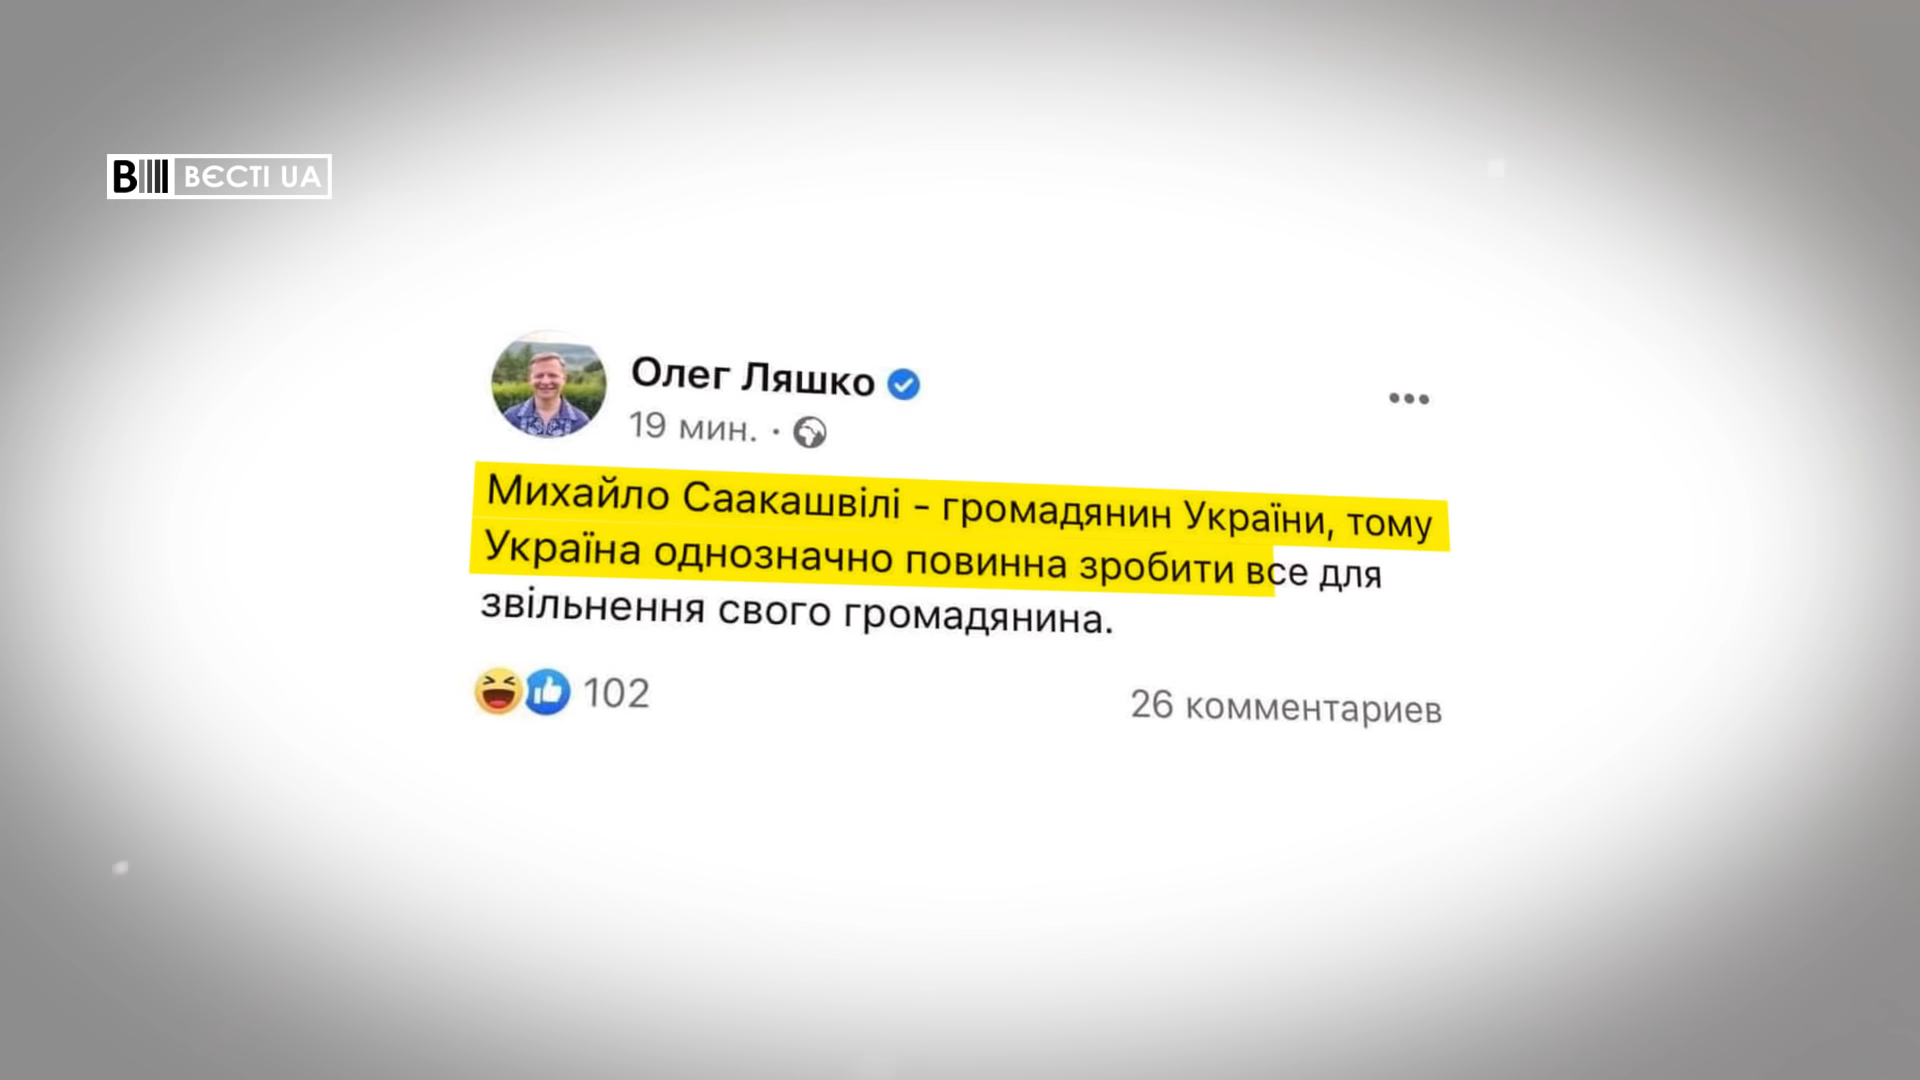 ВЄСТІ UA
Олег Ляшко
19 мин. ·
Михайло Саакашвілі - громадянин України, тому
Україна однозначно повинна зробити все для
звільнення свого громадянина.
102
26 комментариев